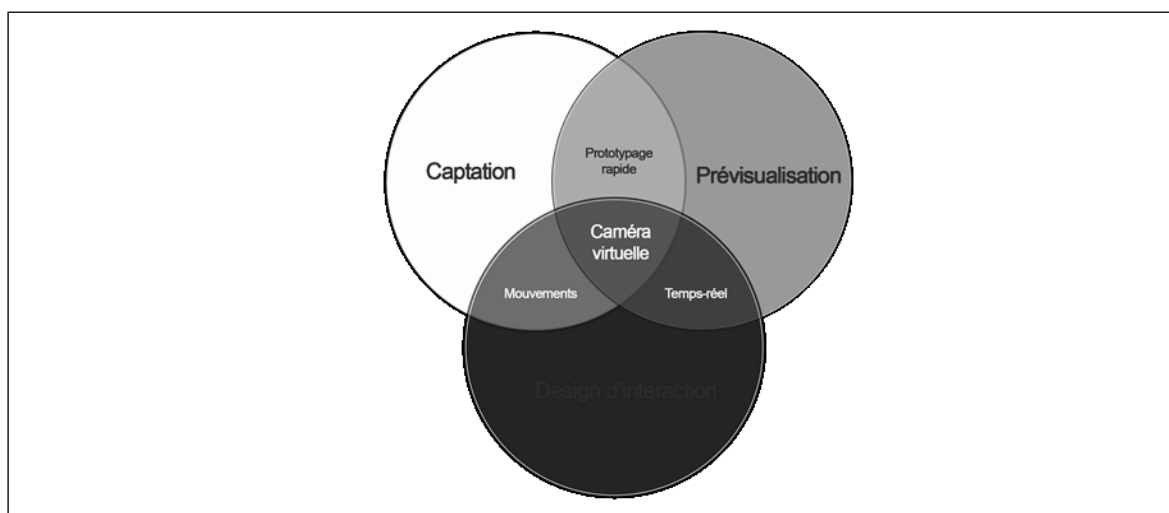 Captation
Prototypage
rapide
Prévisualisation
Caméra
virtuelle
Mouvements
Temps-réel
Design d'interaction